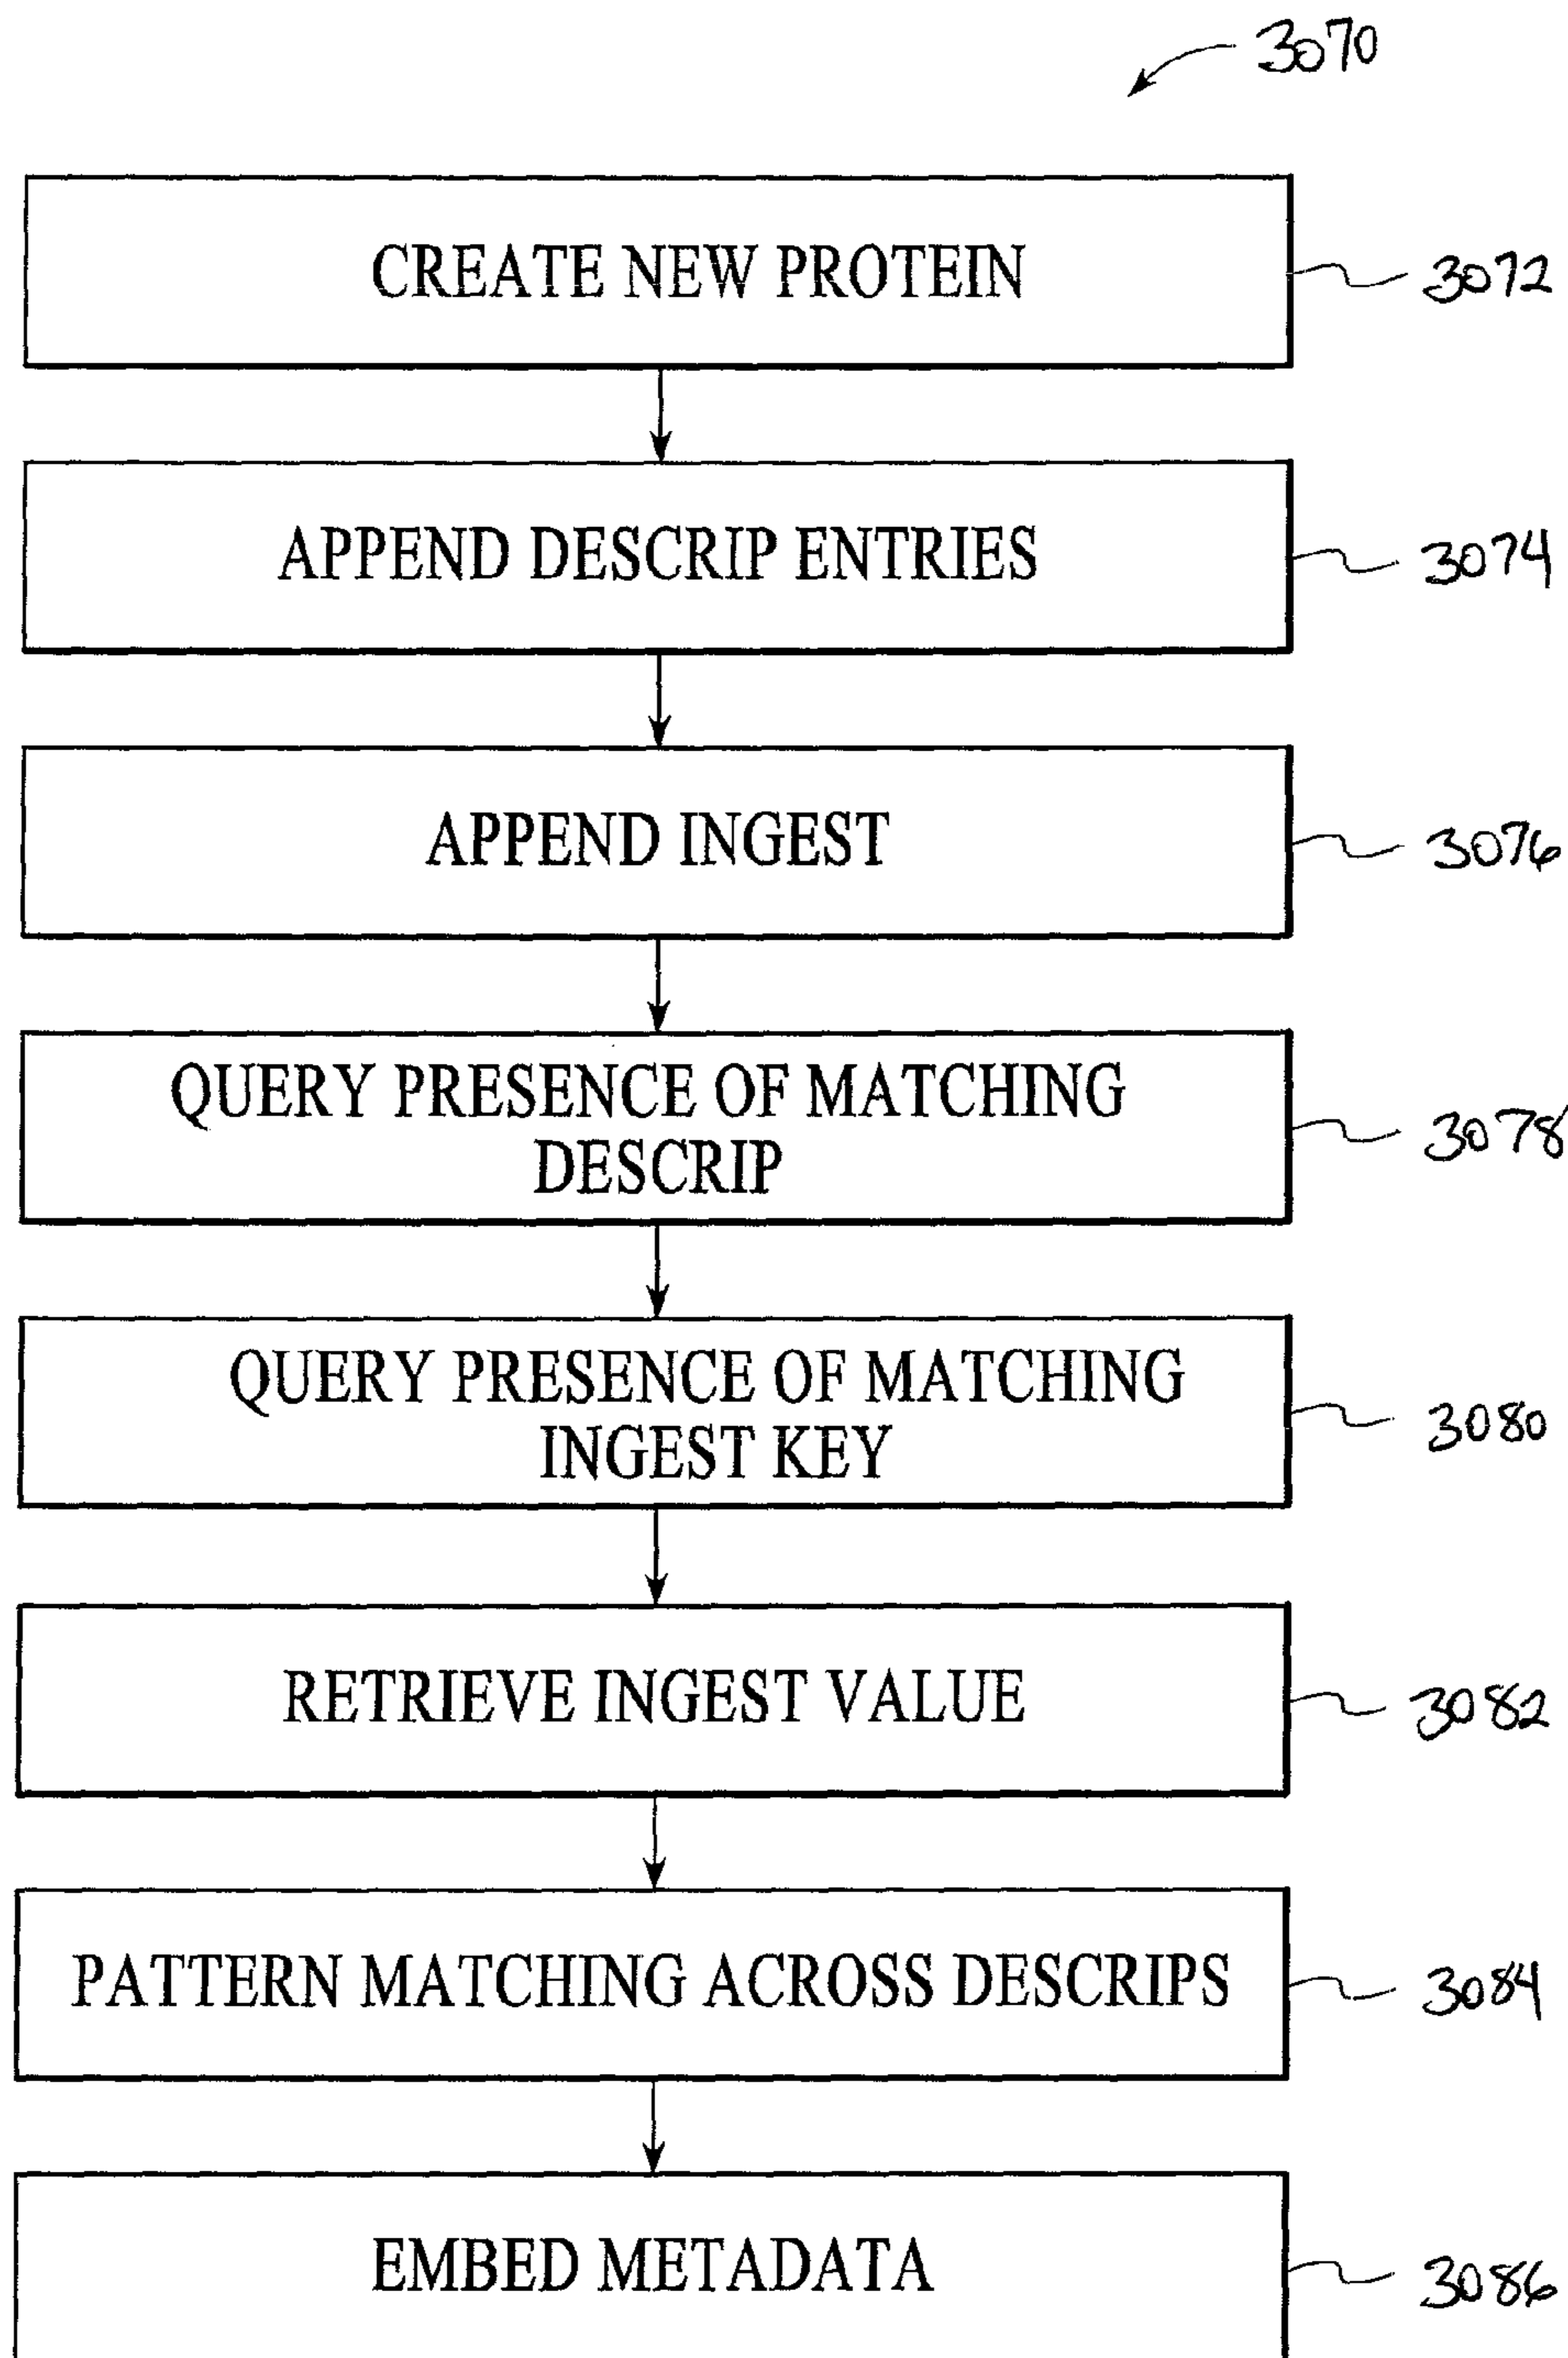 3070
CREATE NEW PROTEIN
3072
APPEND DESCRIP ENTRIES
3074
APPEND INGEST
3076
QUERY PRESENCE OF MATCHING
DESCRIP
3078
QUERY PRESENCE OF MATCHING
INGEST KEY
3080
RETRIEVE INGEST VALUE
3082
PATTERN MATCHING ACROSS DESCRIPS
3084
EMBED METADATA
3086